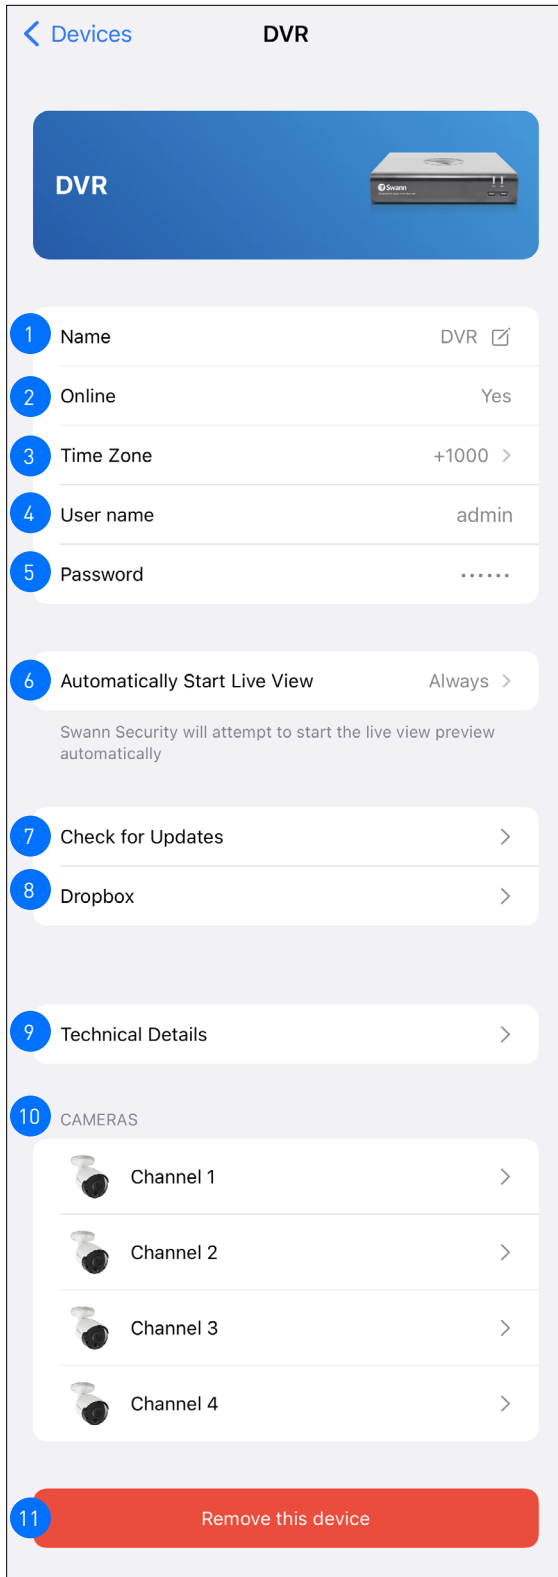 Devices DVR
DVR
Swann
1 Name DVR
2 Online Yes
3 Time Zone +1000
4 User name admin
5 Password ••••••
6 Automatically Start Live View Always
Swann Security will attempt to start the live view preview
automatically
7 Check for Updates
8 Dropbox
9 Technical Details
10 CAMERAS
Channel 1
Channel 2
Channel 3
Channel 4
11 Remove this device